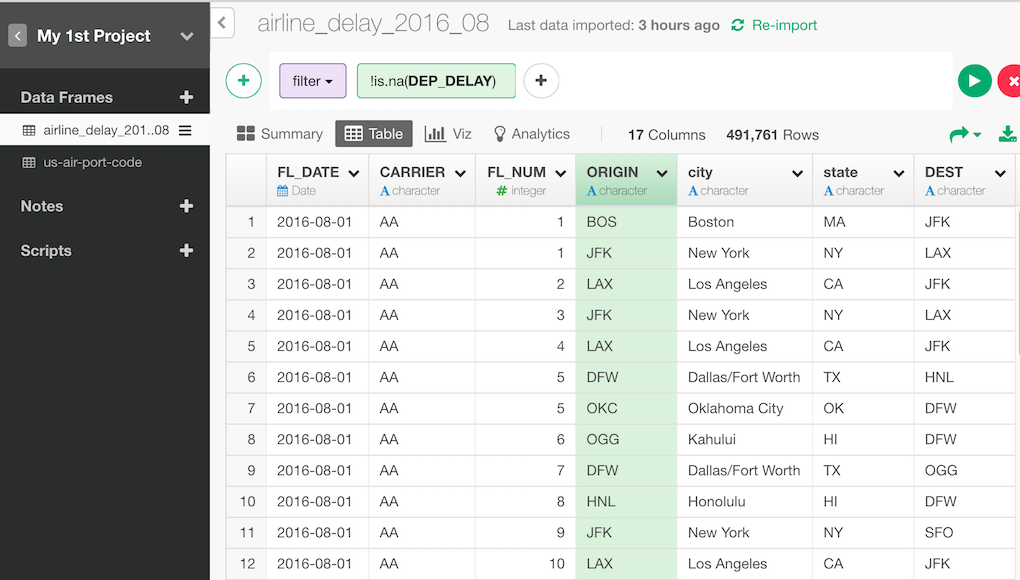 My 1st Project
Data Frames +
airline_delay_201..08
us-air-port-code
Notes +
Scripts +
airline_delay_2016_08 Last data imported: 3 hours ago Re-import
+ filter !is.na(DEP_DELAY) +
Summary Table Viz Analytics 17 Columns 491,761 Rows
FL_DATE CARRIER FL_NUM ORIGIN city state DEST
Date A character # integer A character A character A character A character
1 2016-08-01 AA 1 BOS Boston MA JFK
2 2016-08-01 AA 1 JFK New York NY LAX
3 2016-08-01 AA 2 LAX Los Angeles CA JFK
4 2016-08-01 AA 3 JFK New York NY LAX
5 2016-08-01 AA 4 LAX Los Angeles CA JFK
6 2016-08-01 AA 5 DFW Dallas/Fort Worth TX HNL
7 2016-08-01 AA 5 OKC Oklahoma City OK DFW
8 2016-08-01 AA 6 OGG Kahului HI DFW
9 2016-08-01 AA 7 DFW Dallas/Fort Worth TX OGG
10 2016-08-01 AA 8 HNL Honolulu HI DFW
11 2016-08-01 AA 9 JFK New York NY SFO
12 2016-08-01 AA 10 LAX Los Angeles CA JFK